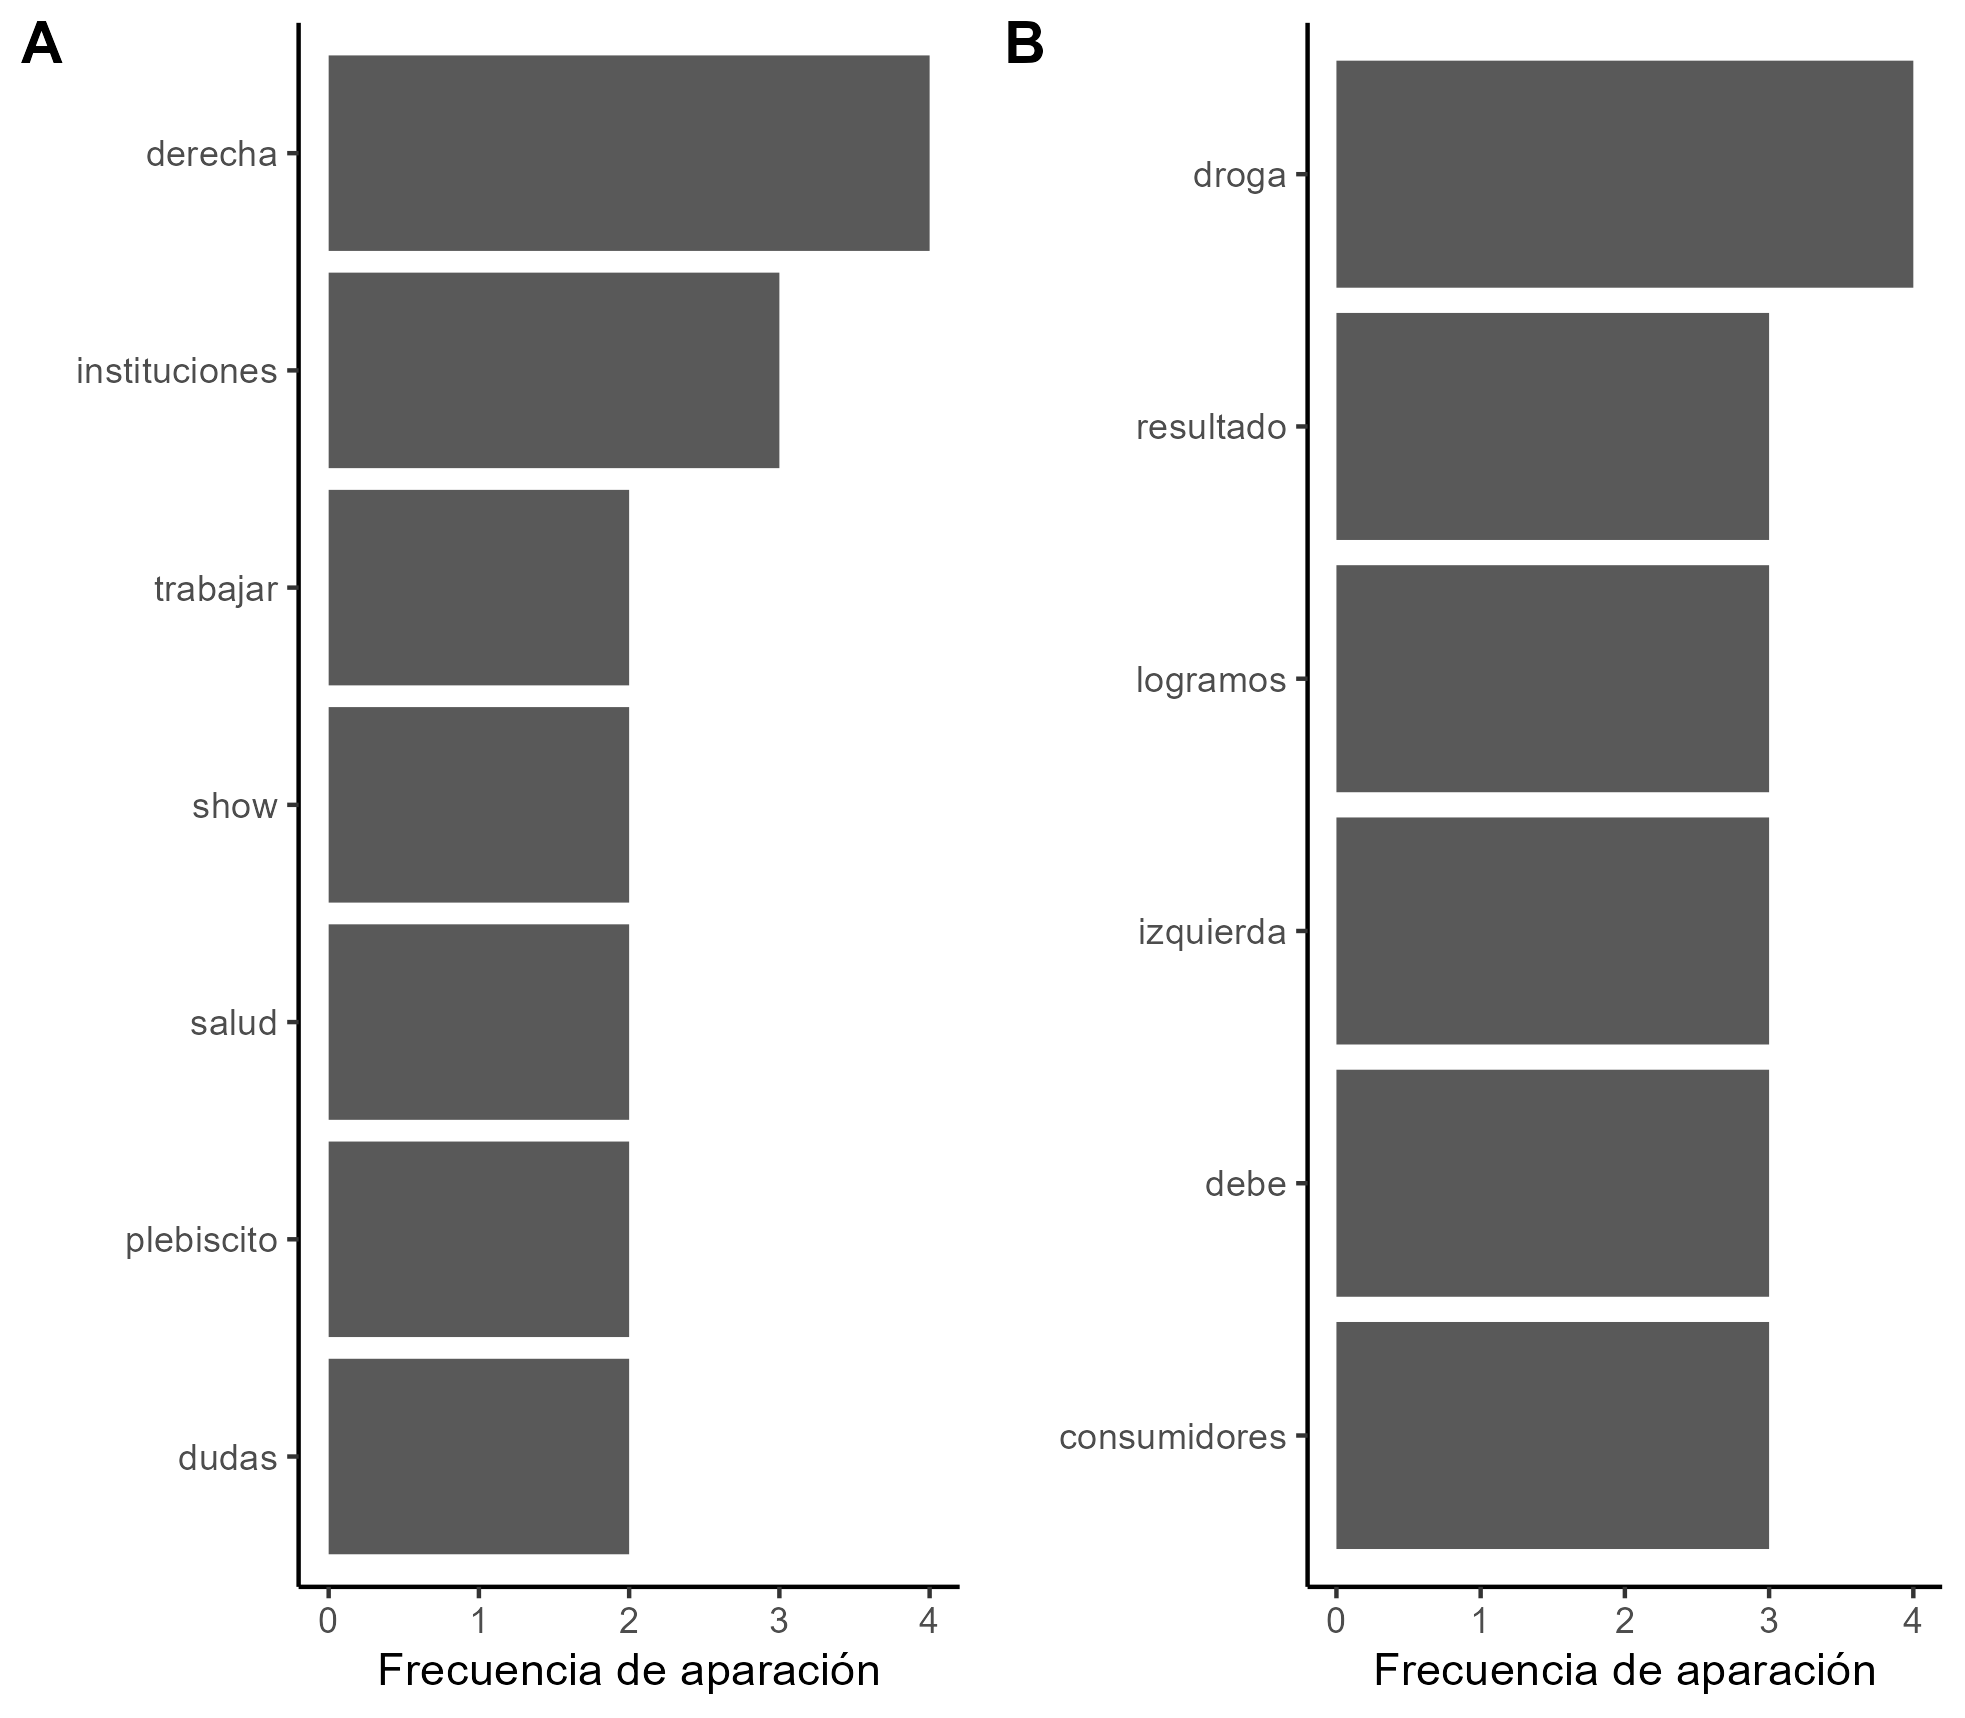 A
derecha
instituciones
trabajar
show
salud
plebiscito
dudas
0 1 2 3 4
Frecuencia de aparación
B
droga
resultado
logramos
izquierda
debe
consumidores
0 1 2 3 4
Frecuencia de aparación